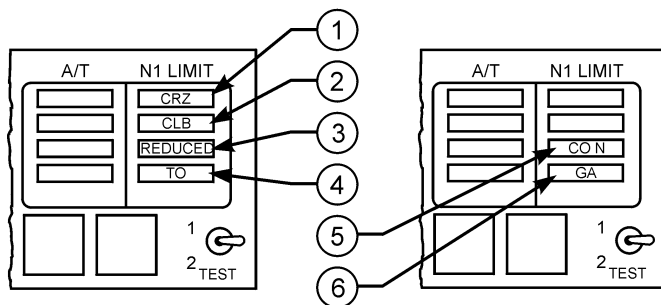 1
A/T N1 LIMIT
CRZ
CLB
REDUCED
TO
1
2 TEST
2
3
4
5
6
A/T N1 LIMIT
CO N
GA
1
2 TEST